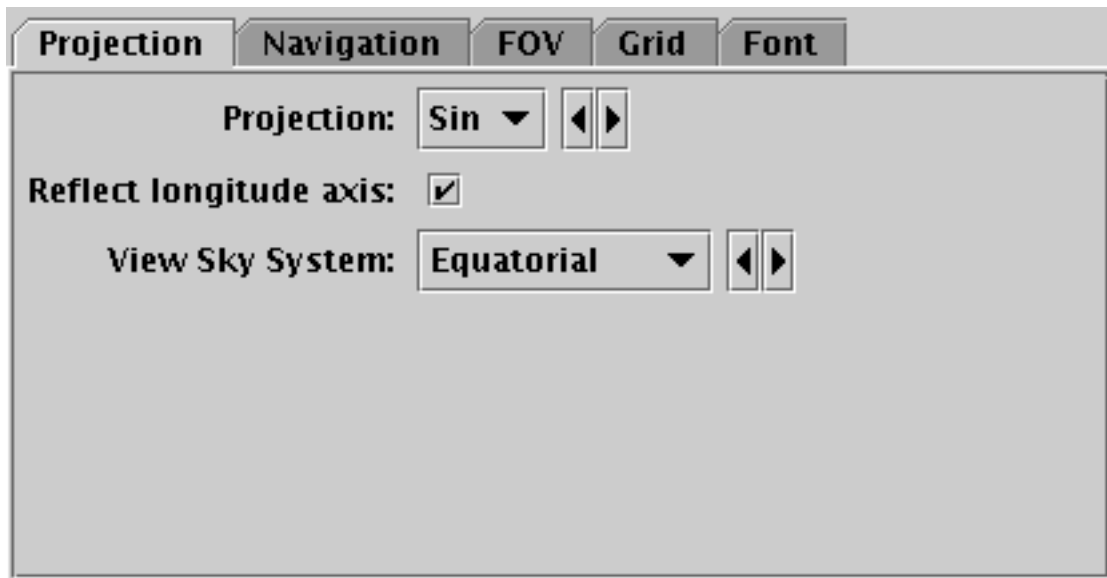 Projection Navigation FOV Grid Font
Projection: Sin
Reflect longitude axis:
View Sky System: Equatorial